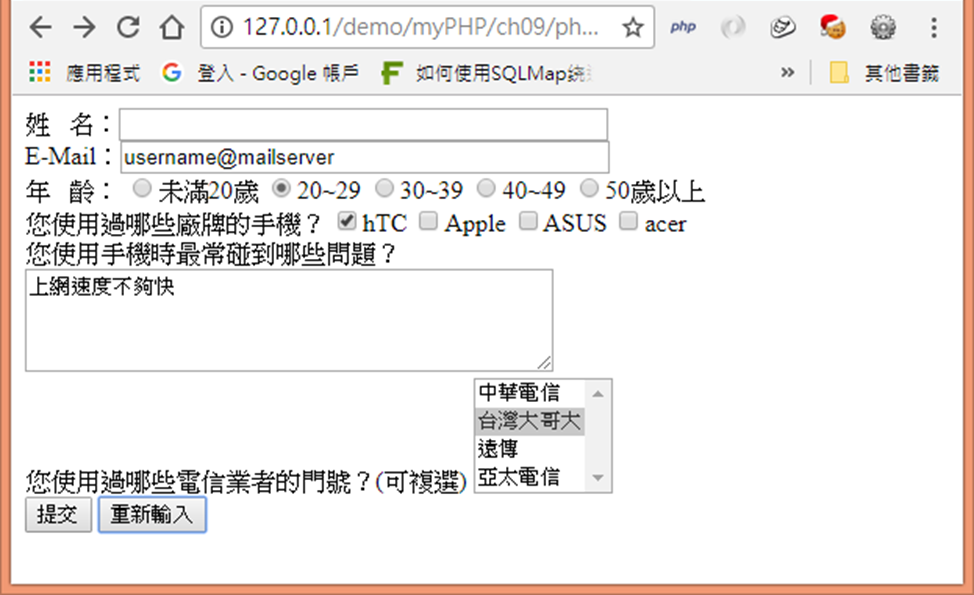 127.0.0.1/demo/myPHP/ch09/ph...
php
應用程式 G 登入 - Google 帳戶 F 如何使用SQLMap繞 » 其他書籤
姓 名：
E-Mail：username@mailserver
年 齡： 未滿20歲 20~29 30~39 40~49 50歲以上
您使用過哪些廠牌的手機？ hTC Apple ASUS acer
您使用手機時最常碰到哪些問題？
上網速度不夠快
中華電信
台灣大哥大
遠傳
亞太電信
您使用過哪些電信業者的門號？(可複選)
提交 重新輸入